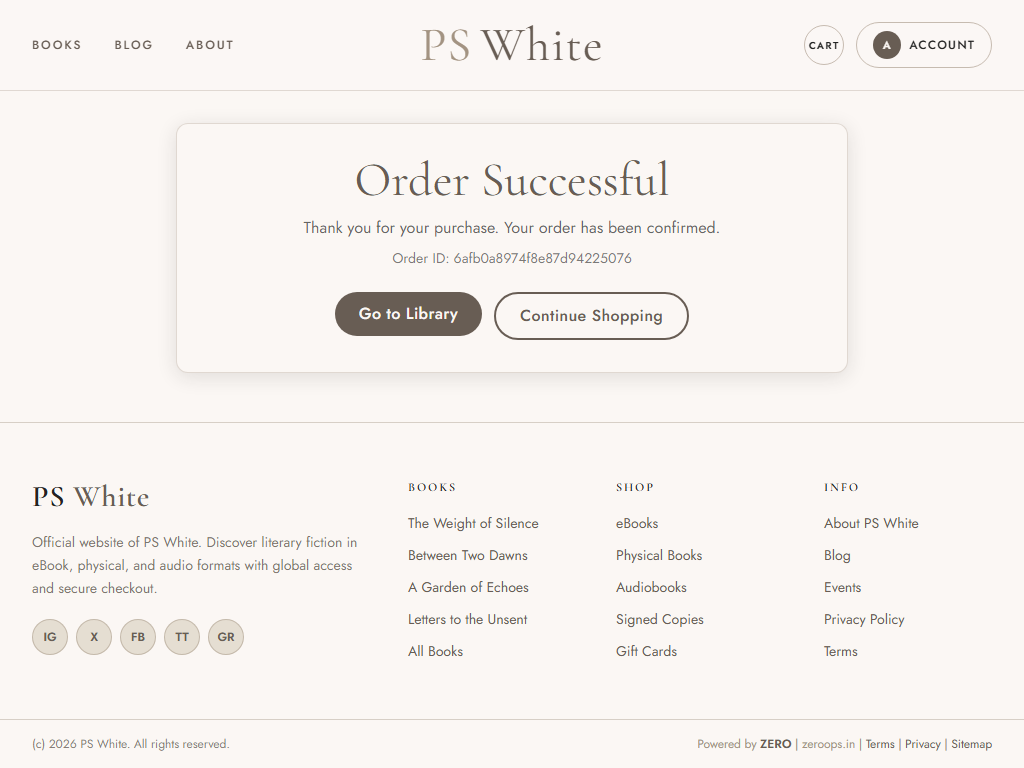 BOOKS BLOG ABOUT
PS White
CART
A ACCOUNT
Order Successful
Thank you for your purchase. Your order has been confirmed.
Order ID: 6afb0a8974f8e87d94225076
Go to Library
Continue Shopping
PS White
Official website of PS White. Discover literary fiction in
eBook, physical, and audio formats with global access
and secure checkout.
IG X FB TT GR
BOOKS
The Weight of Silence
Between Two Dawns
A Garden of Echoes
Letters to the Unsent
All Books
SHOP
eBooks
Physical Books
Audiobooks
Signed Copies
Gift Cards
INFO
About PS White
Blog
Events
Privacy Policy
Terms
(c) 2026 PS White. All rights reserved.
Powered by ZERO | zeroops.in | Terms | Privacy | Sitemap